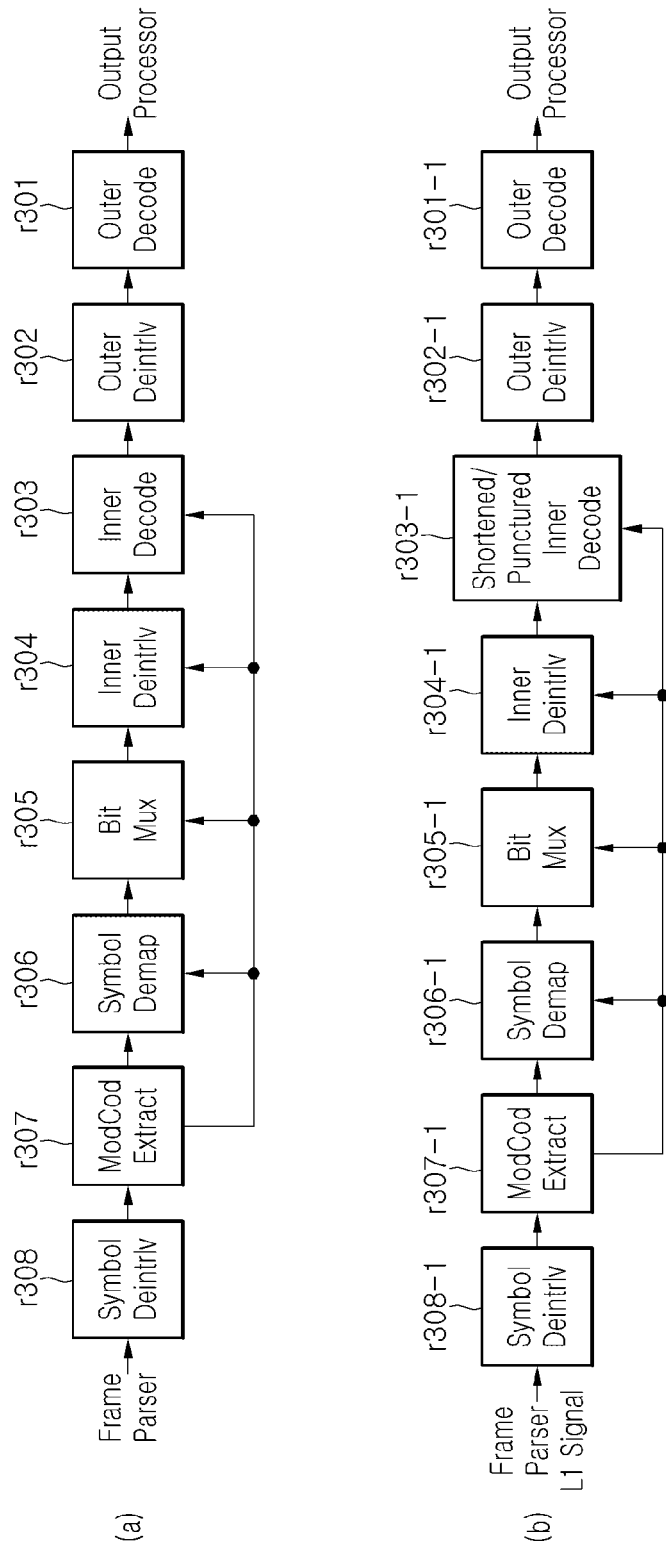 (a)
Frame
Parser
r308
Symbol
Deintrlv
r307
ModCod
Extract
r306
Symbol
Demap
r305
Bit
Mux
r304
Inner
Deintrlv
r303
Inner
Decode
r302
Outer
Deintrlv
r301
Outer
Decode
Output
Processor
(b)
Frame
Parser
L1 Signal
r308-1
Symbol
Deintrlv
r307-1
ModCod
Extract
r306-1
Symbol
Demap
r305-1
Bit
Mux
r304-1
Inner
Deintrlv
r303-1
Shortened/
Punctured
Inner
Decode
r302-1
Outer
Deintrlv
r301-1
Outer
Decode
Output
Processor